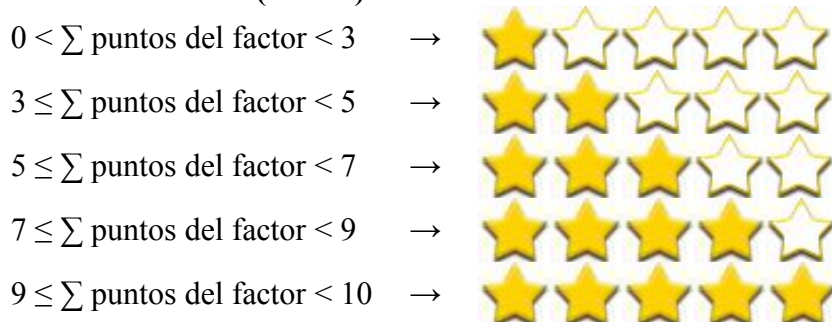 0 < ∑ puntos del factor < 3 →
3 ≤ ∑ puntos del factor < 5 →
5 ≤ ∑ puntos del factor < 7 →
7 ≤ ∑ puntos del factor < 9 →
9 ≤ ∑ puntos del factor < 10 →